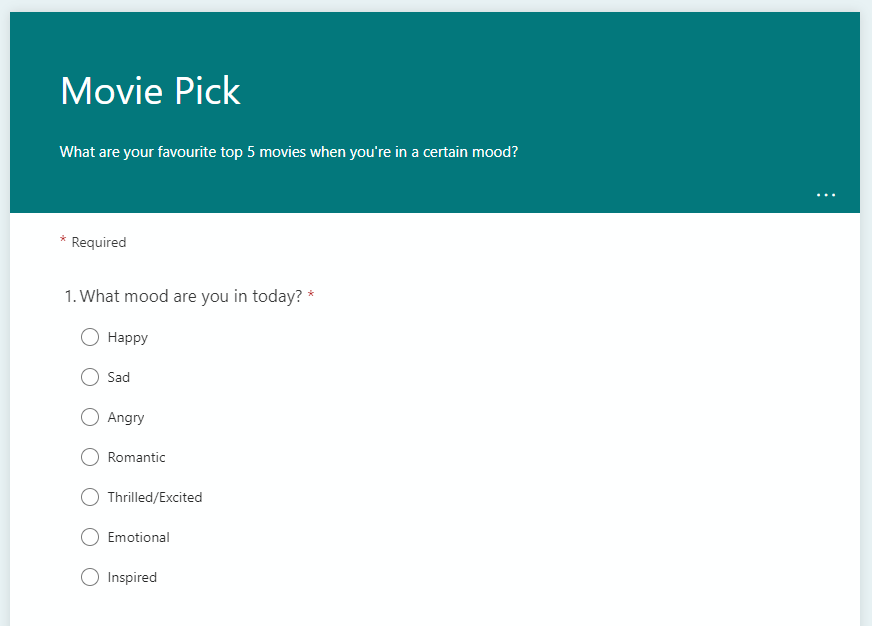 Movie Pick
What are your favourite top 5 movies when you're in a certain mood?
...
* Required
1. What mood are you in today? *
Happy
Sad
Angry
Romantic
Thrilled/Excited
Emotional
Inspired